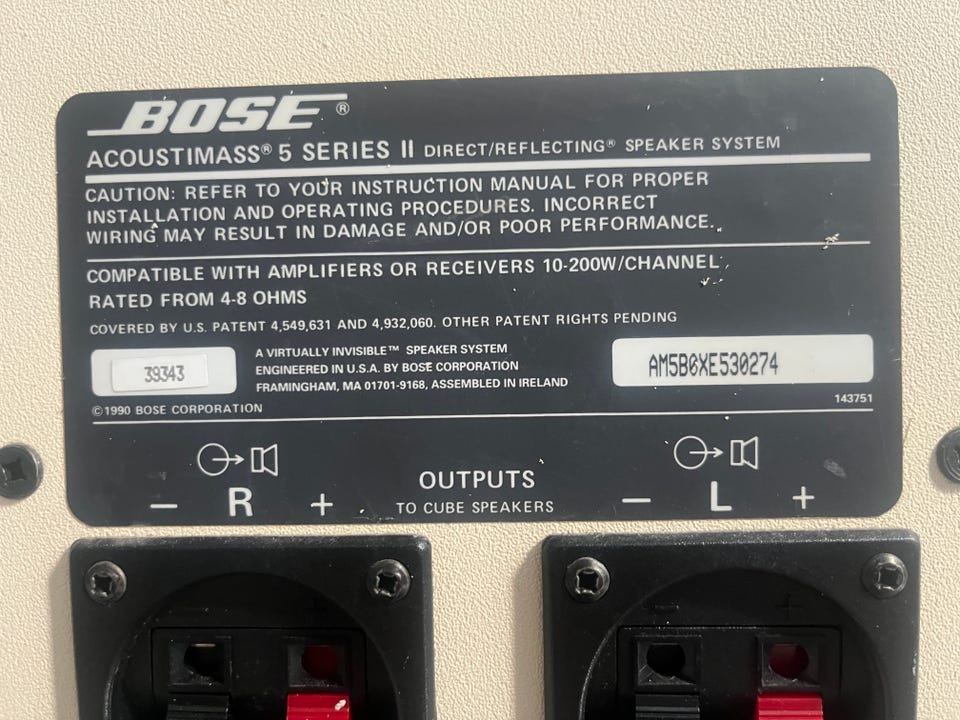 BOSE®
ACOUSTIMASS® 5 SERIES II DIRECT/REFLECTING® SPEAKER SYSTEM
CAUTION: REFER TO YOUR INSTRUCTION MANUAL FOR PROPER
INSTALLATION AND OPERATING PROCEDURES. INCORRECT
WIRING MAY RESULT IN DAMAGE AND/OR POOR PERFORMANCE.
COMPATIBLE WITH AMPLIFIERS OR RECEIVERS 10-200W/CHANNEL
RATED FROM 4-8 OHMS
COVERED BY U.S. PATENT 4,549,631 AND 4,932,060. OTHER PATENT RIGHTS PENDING
39343
A VIRTUALLY INVISIBLE™ SPEAKER SYSTEM
ENGINEERED IN U.S.A. BY BOSE CORPORATION
FRAMINGHAM, MA 01701-9168, ASSEMBLED IN IRELAND
AM5BGXE530274
143751
©1990 BOSE CORPORATION
− R +
OUTPUTS
TO CUBE SPEAKERS
− L +